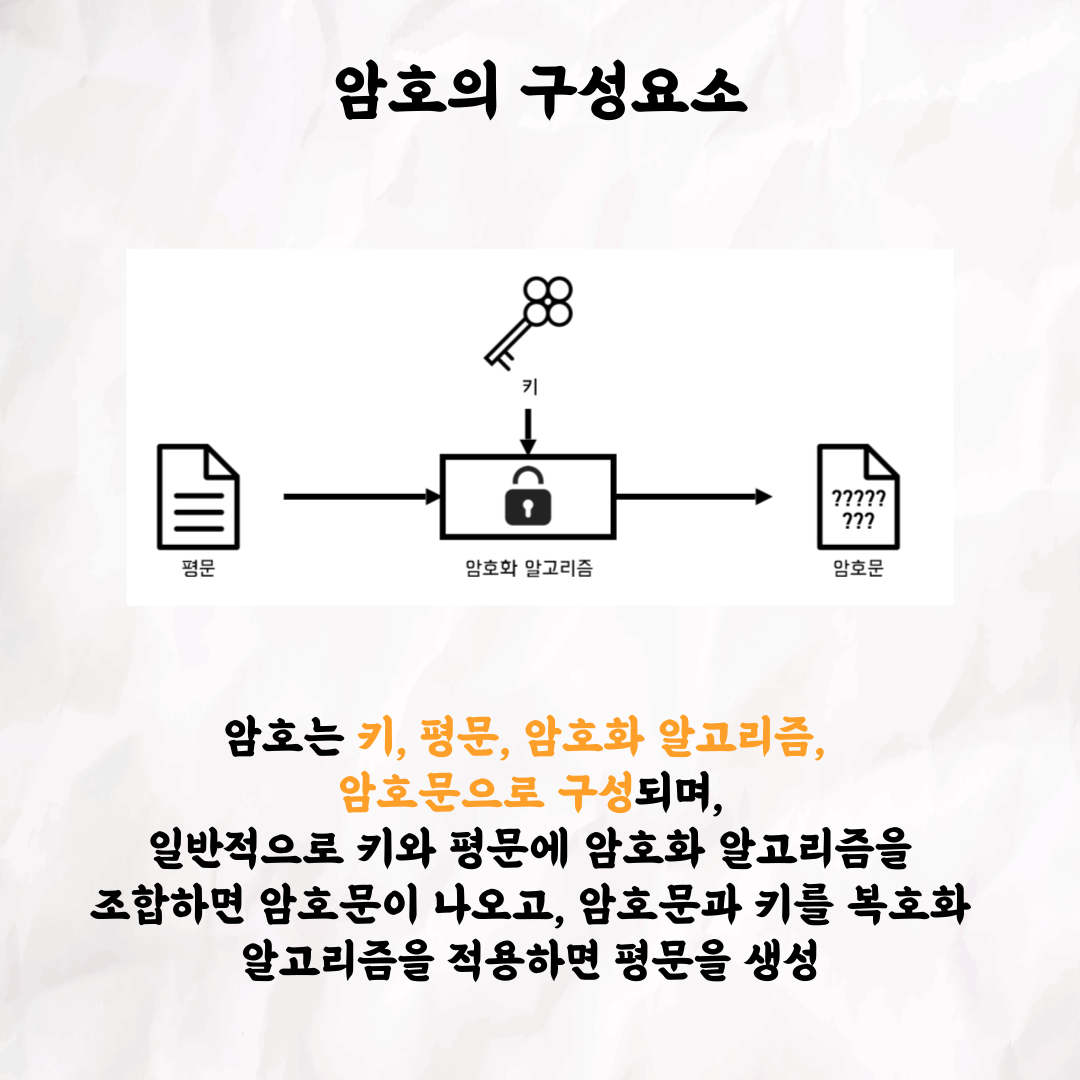 암호의 구성요소
키
평문
암호화 알고리즘
?????
???
암호문
암호는 키, 평문, 암호화 알고리즘,
암호문으로 구성되며,
일반적으로 키와 평문에 암호화 알고리즘을
조합하면 암호문이 나오고, 암호문과 키를 복호화
알고리즘을 적용하면 평문을 생성